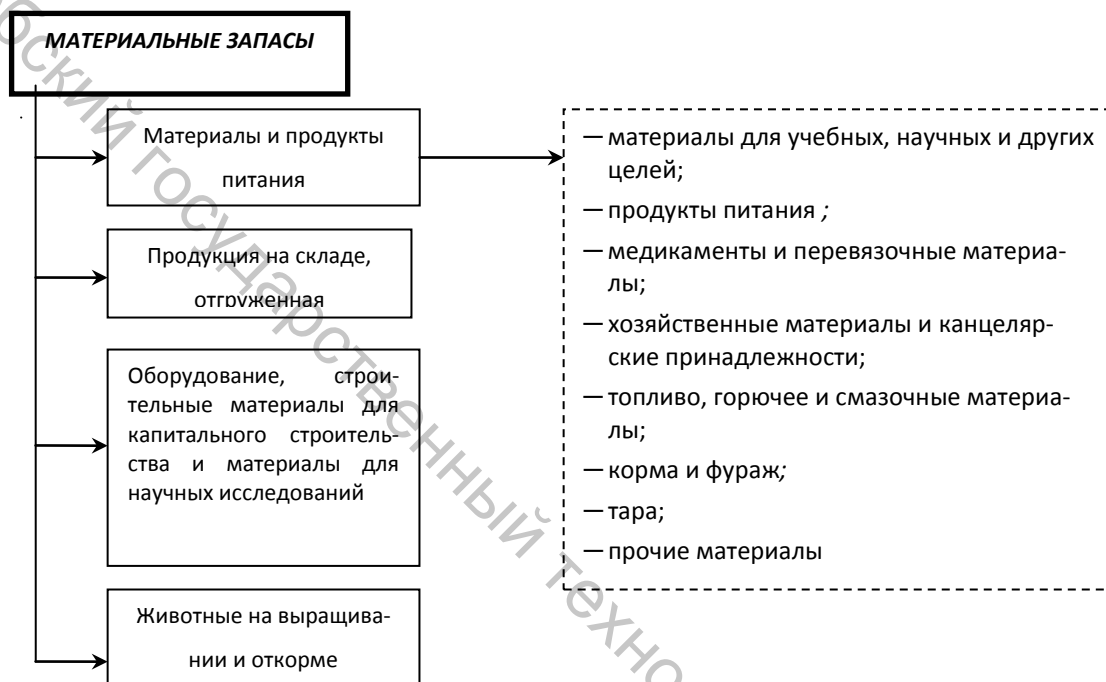 МАТЕРИАЛЬНЫЕ ЗАПАСЫ
Материалы и продукты
питания
Продукция на складе,
отгруженная
Оборудование, строи-
тельные материалы для
капитального строитель-
ства и материалы для
научных исследований
Животные на выращива-
нии и откорме
— материалы для учебных, научных и других
целей;
— продукты питания ;
— медикаменты и перевязочные материа-
лы;
— хозяйственные материалы и канцеляр-
ские принадлежности;
— топливо, горючее и смазочные материа-
лы;
— корма и фураж;
— тара;
— прочие материалы
государственный